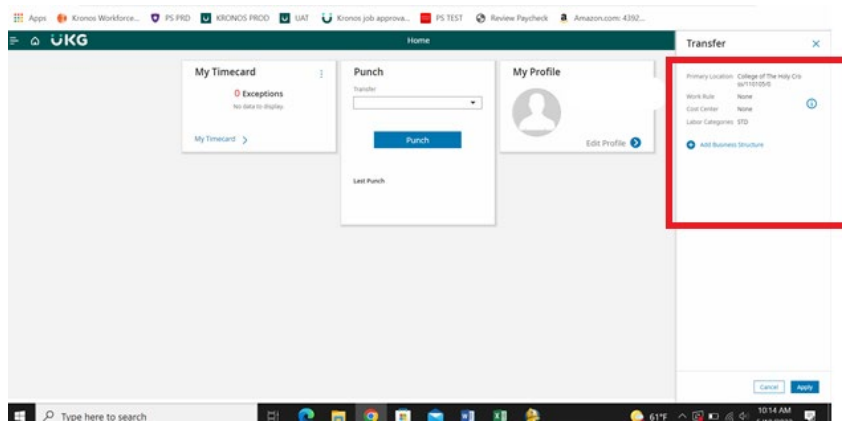 Apps Kronos Workforce... PS PRD KRONOS PROD UAT Kronos job approva... PS TEST Review Paycheck Amazon.com: 4392...
UKG
Home
My Timecard
0 Exceptions
No data to display.
My Timecard
Punch
Transfer
Punch
Last Punch
My Profile
Edit Profile
Transfer
Primary Location College of The Holy Cro
ss/110105/0
Work Rule None
Cost Center None
Labor Categories STD
Add Business Structure
Cancel Apply
Type here to search
61°F
10:14 AM